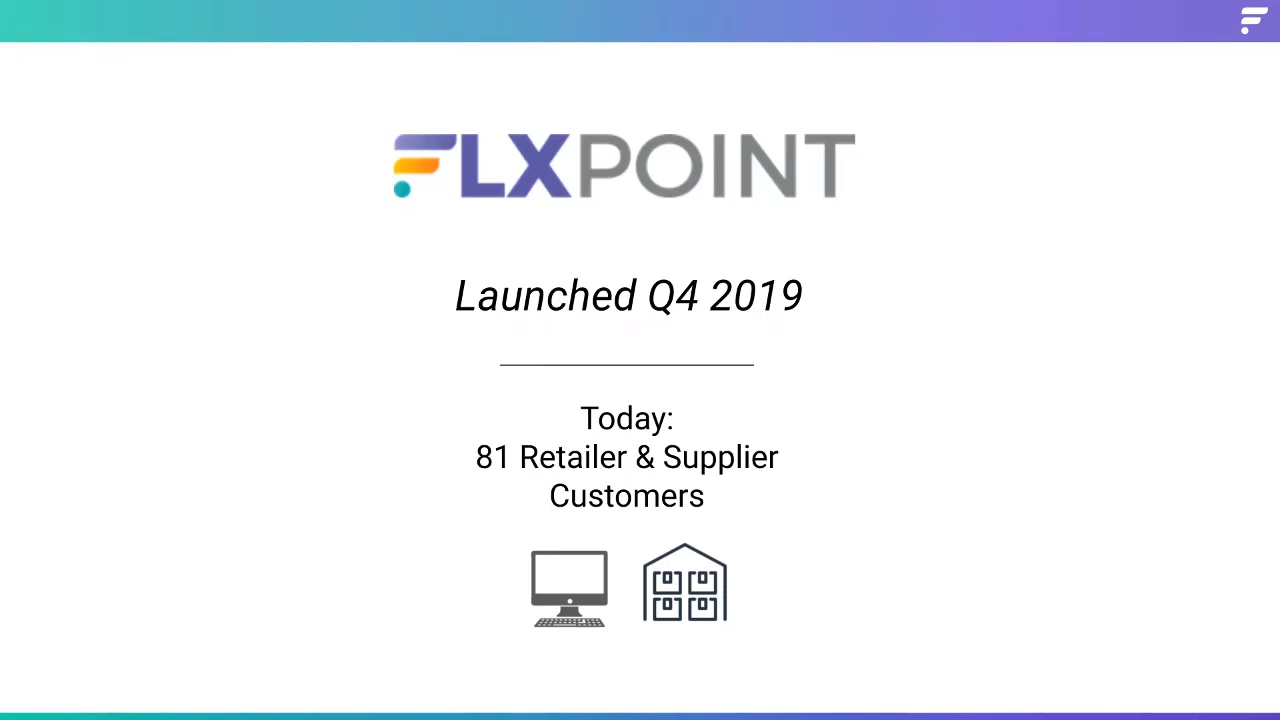 FLXPOINT
Launched Q4 2019
Today:
81 Retailer & Supplier
Customers